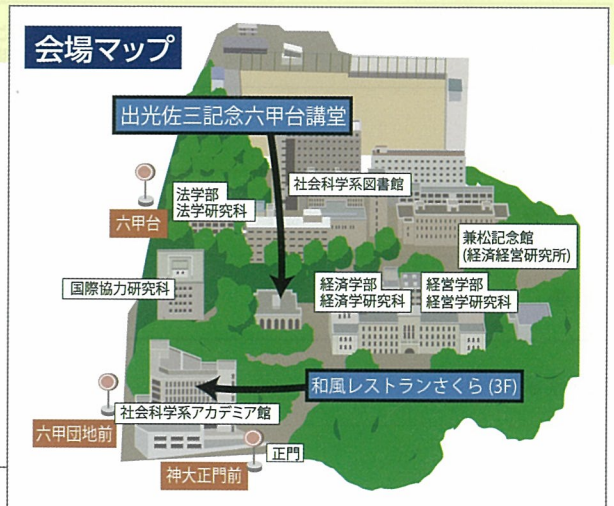 会場マップ
出光佐三記念六甲台講堂
社会科学系図書館
法学部
法学研究科
六甲台
兼松記念館
(経済経営研究所)
国際協力研究科
経済学部
経済学研究科
経営学部
経営学研究科
和風レストランさくら(3F)
社会科学系アカデミア館
六甲団地前
正門
神大正門前